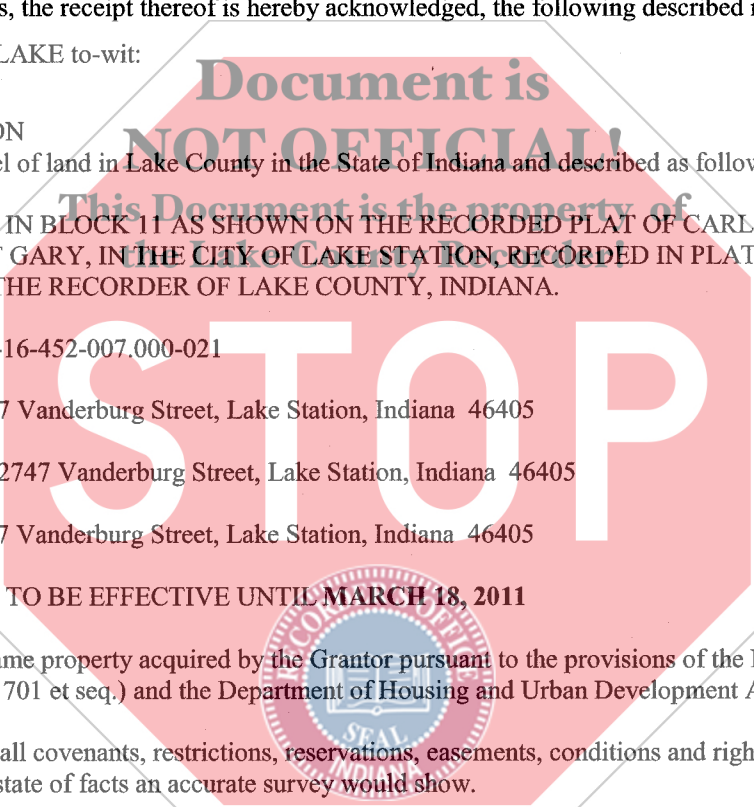 s, the receipt thereof is hereby acknowledged, the following described
LAKE to-wit:
Document is
ON
NOT OFFICIAL!
el of land in Lake County in the State of Indiana and described as follow
This Document is the property of
IN BLOCK 11 AS SHOWN ON THE RECORDED PLAT OF CARL
the Lake County Recorder!
GARY, IN THE CITY OF LAKE STATION, RECORDED IN PLAT
THE RECORDER OF LAKE COUNTY, INDIANA.
STOP
-16-452-007.000-021
7 Vanderburg Street, Lake Station, Indiana 46405
2747 Vanderburg Street, Lake Station, Indiana 46405
7 Vanderburg Street, Lake Station, Indiana 46405
TO BE EFFECTIVE UNTIL MARCH 18, 2011
ame property acquired by the Grantor pursuant to the provisions of the
701 et seq.) and the Department of Housing and Urban Development A
all covenants, restrictions, reservations, easements, conditions and righ
state of facts an accurate survey would show.
RECORDER'S OFFICE
SEAL
INDIANA